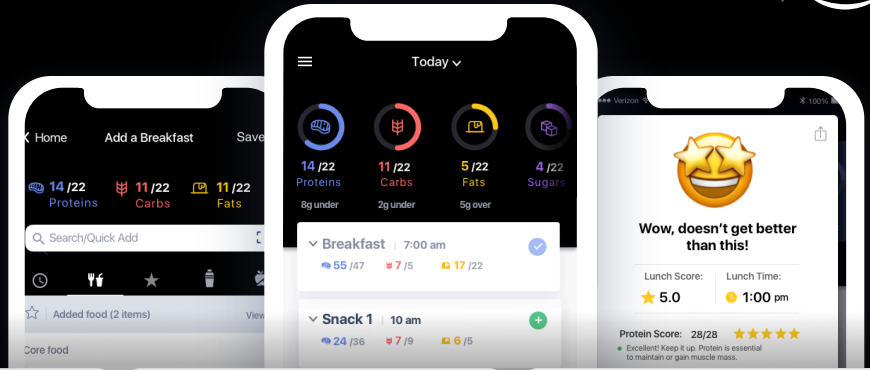 Home
Add a Breakfast
Save
14 /22
Proteins
11 /22
Carbs
11 /22
Fats
Search/Quick Add
Added food (2 items)
View
Core food
Today
14 /22
Proteins
8g under
11 /22
Carbs
2g under
5 /22
Fats
5g over
4 /22
Sugars
Breakfast | 7:00 am
55 /47
7 /5
17 /22
Snack 1 | 10 am
24 /36
7 /9
6 /5
Verizon
100%
Wow, doesn’t get better
than this!
Lunch Score:
5.0
Lunch Time:
1:00 pm
Protein Score: 28/28
Excellent! Keep it up. Protein is essential
to maintain or gain muscle mass.